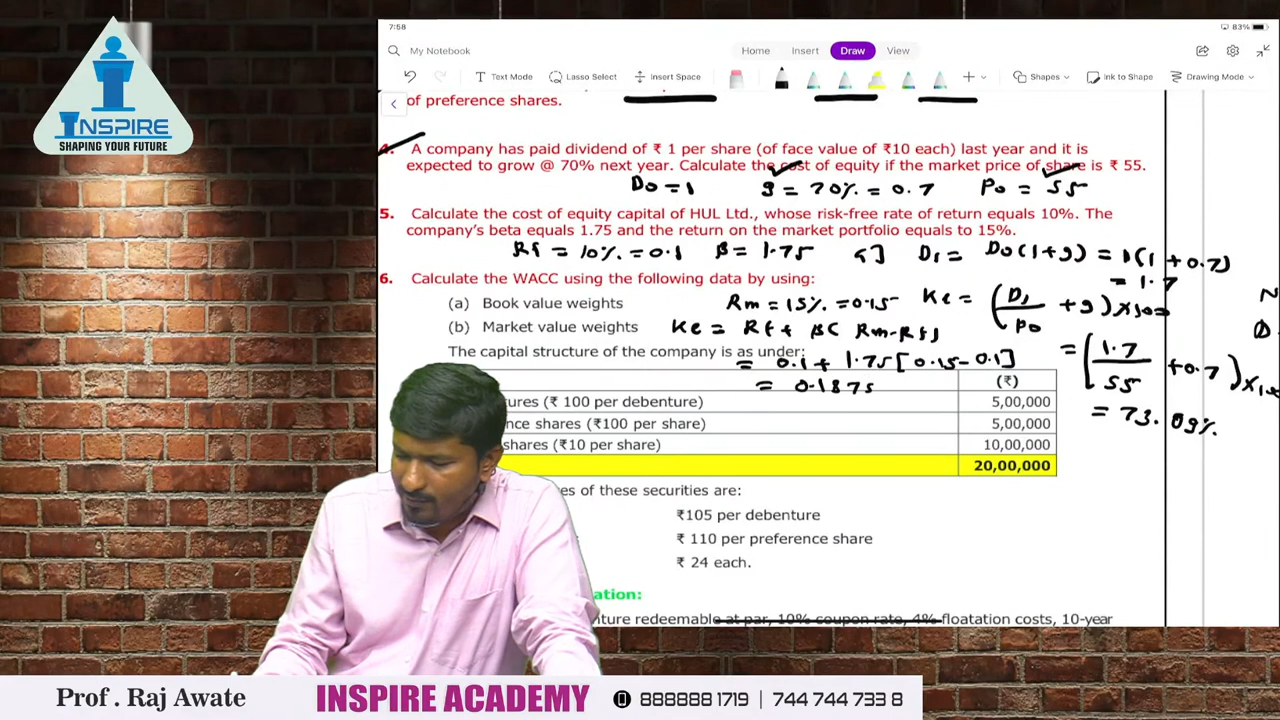 INSPIRE
SHAPING YOUR FUTURE
7:58
83%
My Notebook
Home Insert Draw View
Text Mode Lasso Select Insert Space Shapes Ink to Shape Drawing Mode
of preference shares.
4. A company has paid dividend of ₹ 1 per share (of face value of ₹10 each) last year and it is
expected to grow @ 70% next year. Calculate the cost of equity if the market price of share is ₹ 55.
D0 = 1 g = 70% = 0.7 P0 = 55
5. Calculate the cost of equity capital of HUL Ltd., whose risk-free rate of return equals 10%. The
company's beta equals 1.75 and the return on the market portfolio equals to 15%.
Rf = 10% = 0.1 β = 1.75 D1 = D0(1+g) = 1(1+0.7)
= 1.7
6. Calculate the WACC using the following data by using:
(a) Book value weights
Rm = 15% = 0.15 Ke = (D1/P0 + g) × 100
(b) Market value weights
Ke = Rf + β( Rm-Rf)
The capital structure of the company is as under:
= 0.1 + 1.75[0.15-0.1]
= (1.7/55 + 0.7)
= 0.1875
(₹)
tures (₹ 100 per debenture) 5,00,000
nce shares (₹100 per share) 5,00,000
shares (₹10 per share) 10,00,000
= 73.09%
20,00,000
es of these securities are:
₹105 per debenture
₹ 110 per preference share
₹ 24 each.
ation:
nture redeemable at par, 10% coupon rate, 4% floatation costs, 10-year
Prof . Raj Awate INSPIRE ACADEMY 888888 1719 | 744 744 733 8